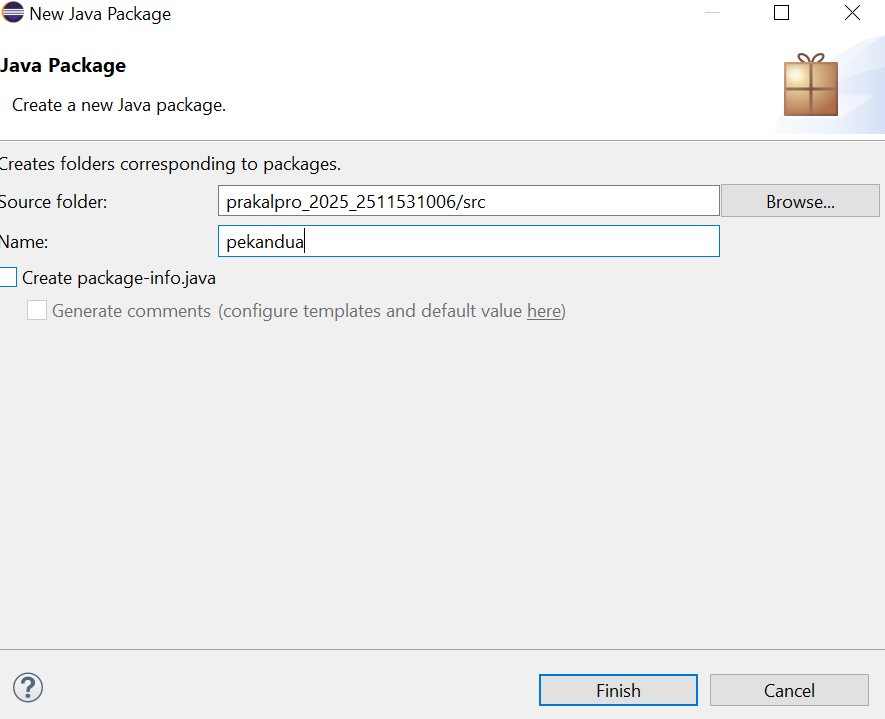 New Java Package
Java Package
Create a new Java package.
Creates folders corresponding to packages.
Source folder: prakalpro_2025_2511531006/src Browse...
Name: pekandua
Create package-info.java
Generate comments (configure templates and default value here)
? Finish Cancel